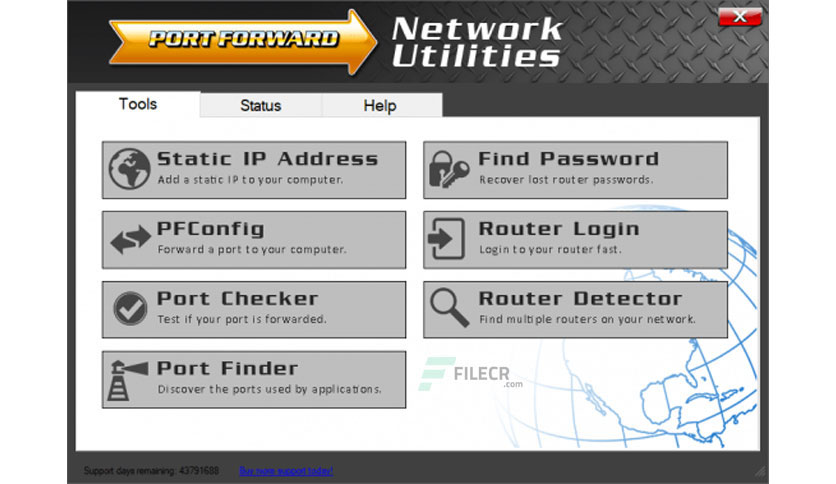 PORT FORWARD
Network
Utilities
X
Tools
Status
Help
Static IP Address
Add a static IP to your computer.
Find Password
Recover lost router passwords.
PFConfig
Forward a port to your computer.
Router Login
Login to your router fast.
Port Checker
Test if your port is forwarded.
Router Detector
Find multiple routers on your network.
Port Finder
Discover the ports used by applications.
FILECR
.com
Support days remaining: 43791688
Buy more support today!